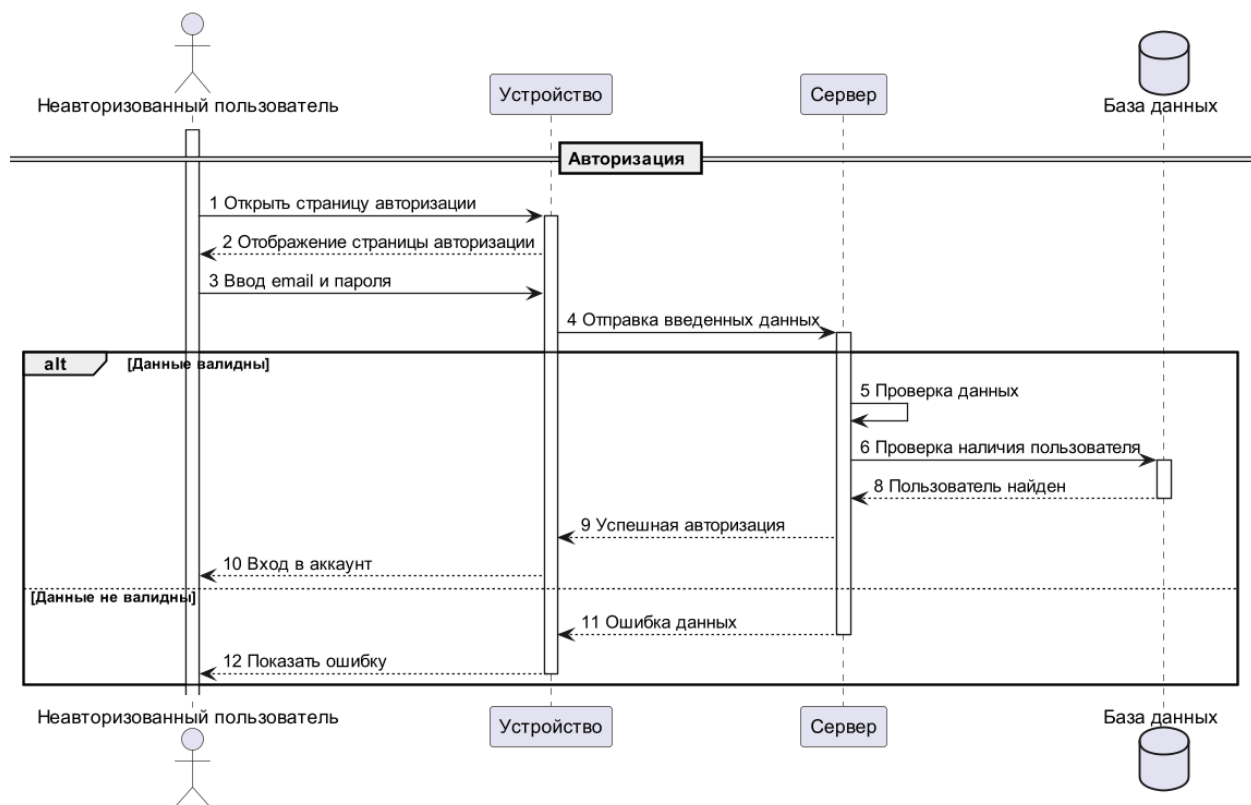 Неавторизованный пользователь
Устройство
Сервер
База данных
Авторизация
1 Открыть страницу авторизации
2 Отображение страницы авторизации
3 Ввод email и пароля
4 Отправка введенных данных
alt [Данные валидны]
5 Проверка данных
6 Проверка наличия пользователя
8 Пользователь найден
9 Успешная авторизация
10 Вход в аккаунт
[Данные не валидны]
11 Ошибка данных
12 Показать ошибку
Неавторизованный пользователь
Устройство
Сервер
База данных